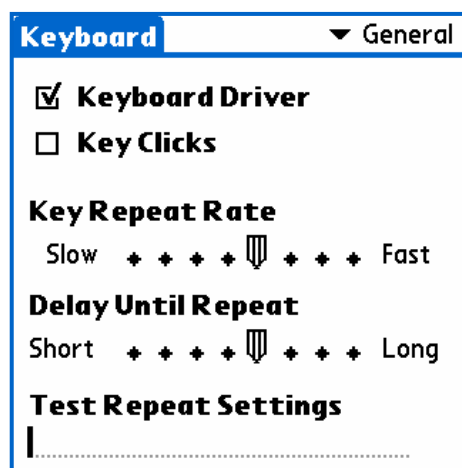 Keyboard General
Keyboard Driver
Key Clicks
Key Repeat Rate
Slow Fast
Delay Until Repeat
Short Long
Test Repeat Settings